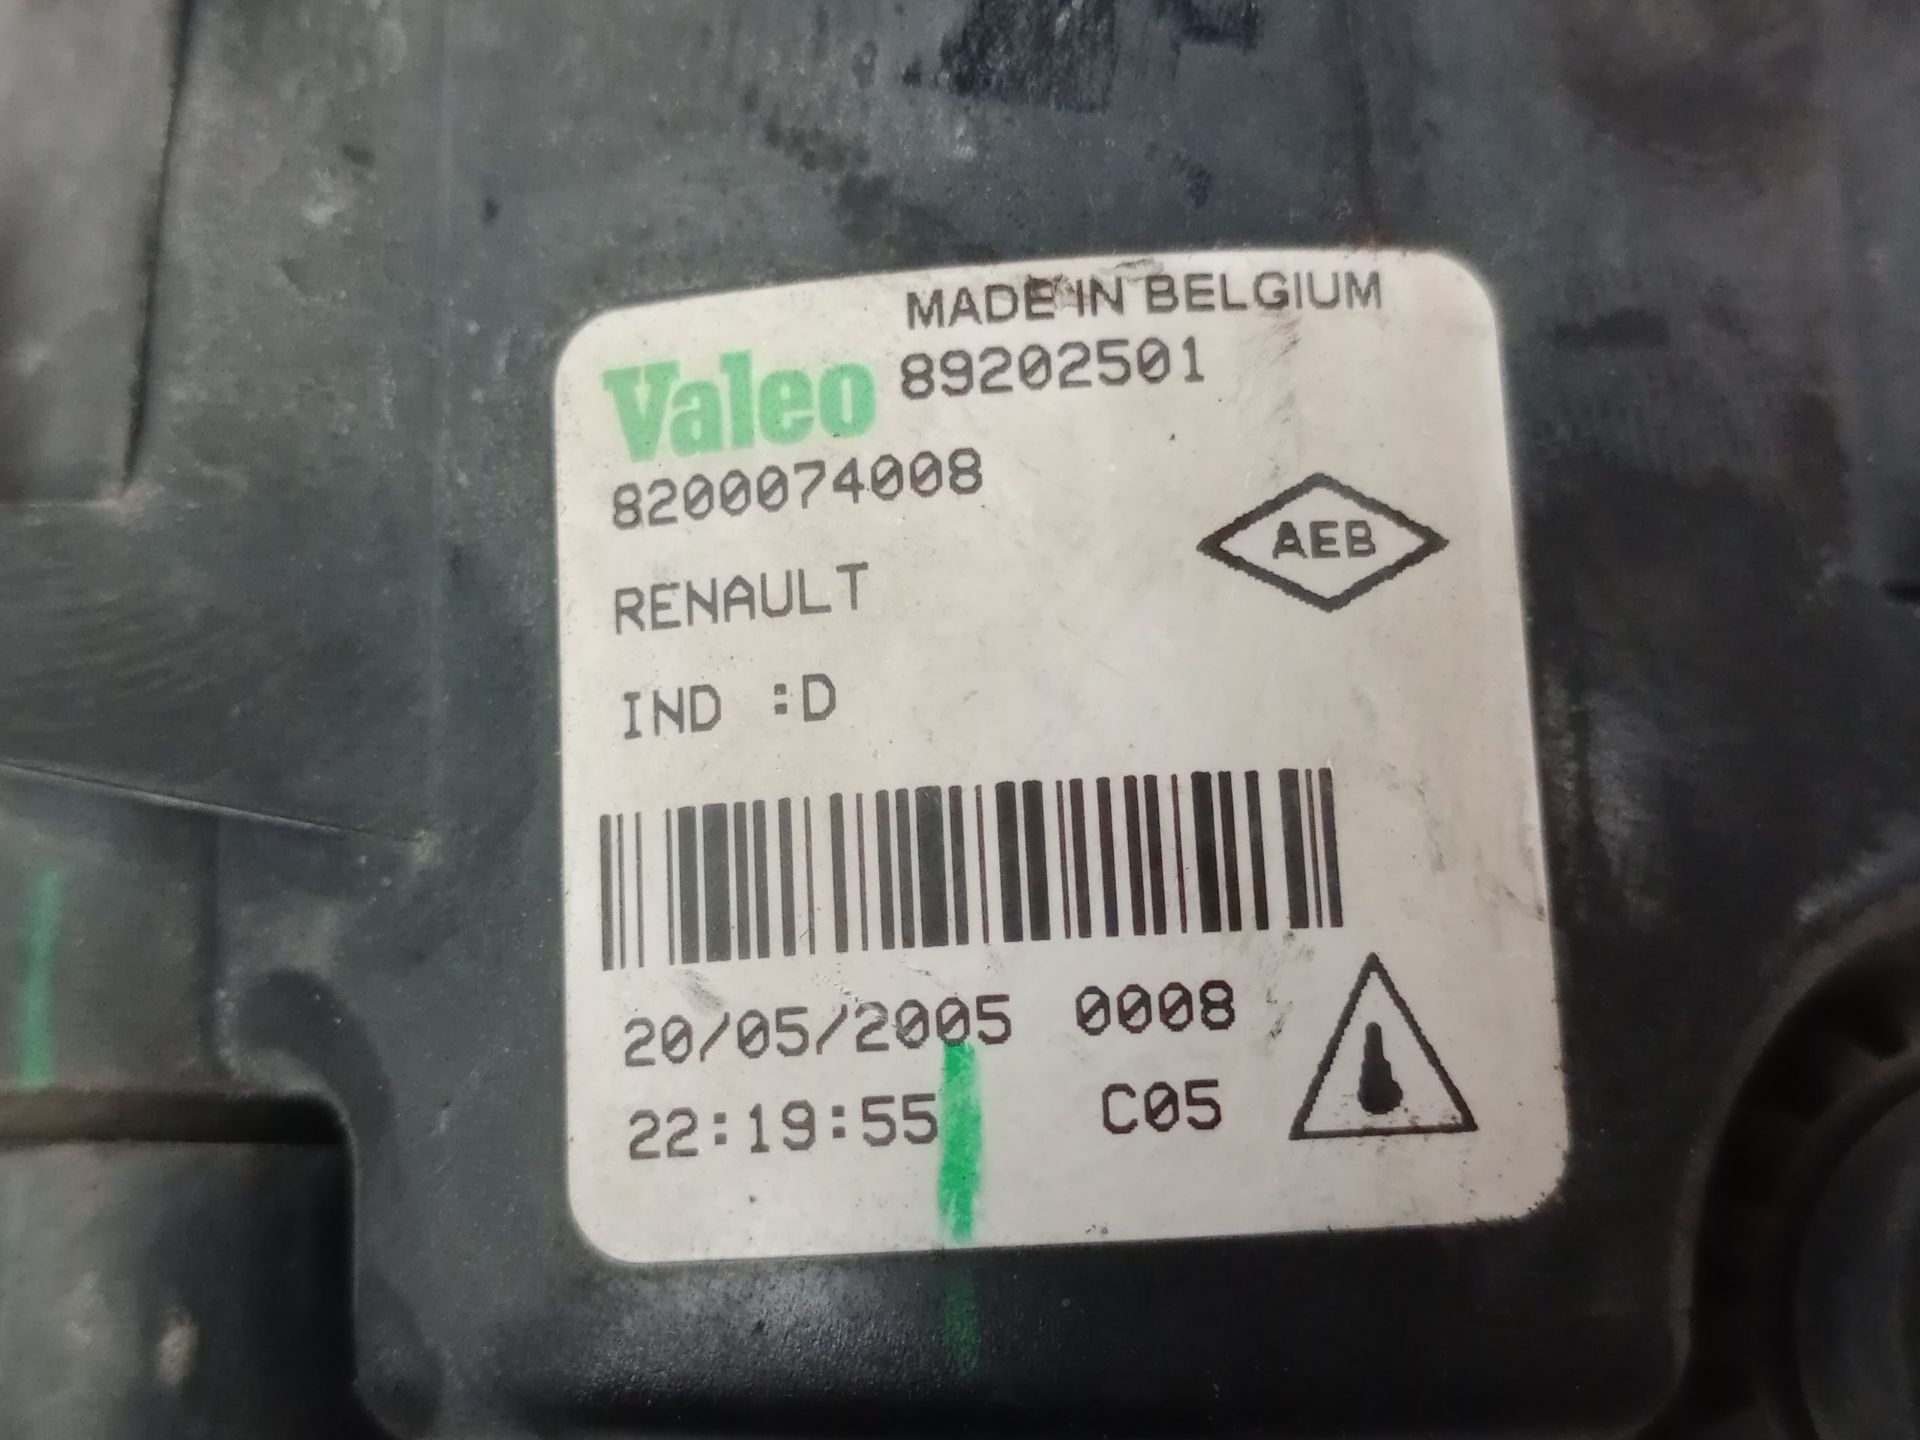 MADE IN BELGIUM
Valeo 89202501
8200074008
AEB
RENAULT
IND :D
20/05/2005 0008
22:19:55 C05